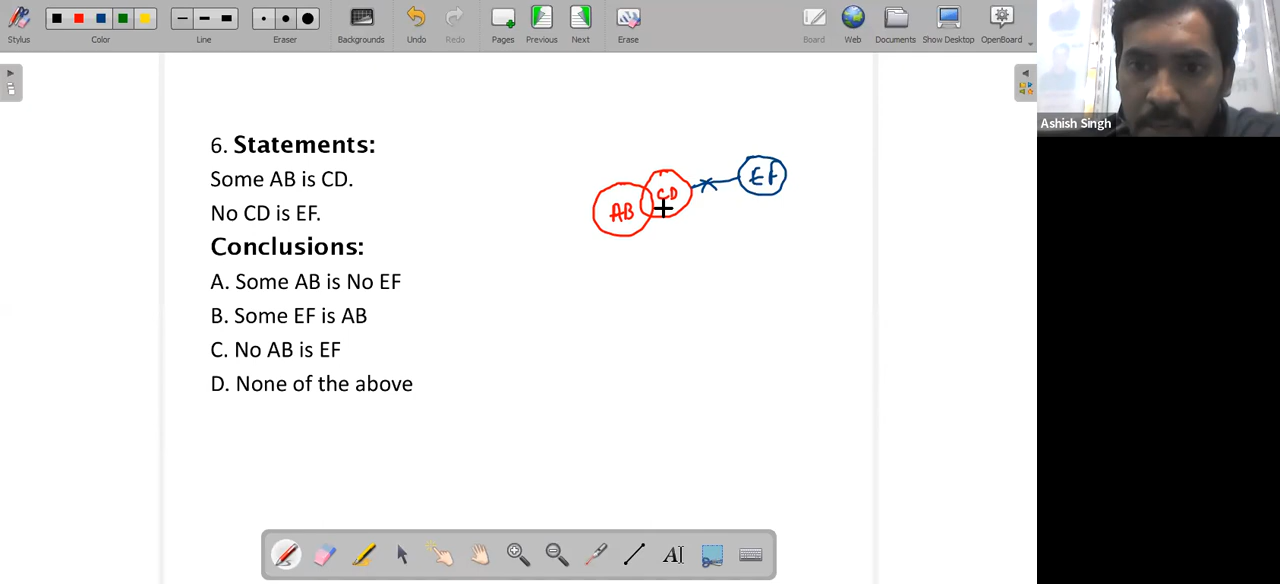 Stylus
Color
Line
Eraser
Backgrounds
Undo
Redo
Pages
Previous
Next
Erase
Board
Web
Documents
Show Desktop
OpenBoard
Ashish Singh
6. Statements:
Some AB is CD.
No CD is EF.
Conclusions:
A. Some AB is No EF
B. Some EF is AB
C. No AB is EF
D. None of the above
AB
CD
EF
AI